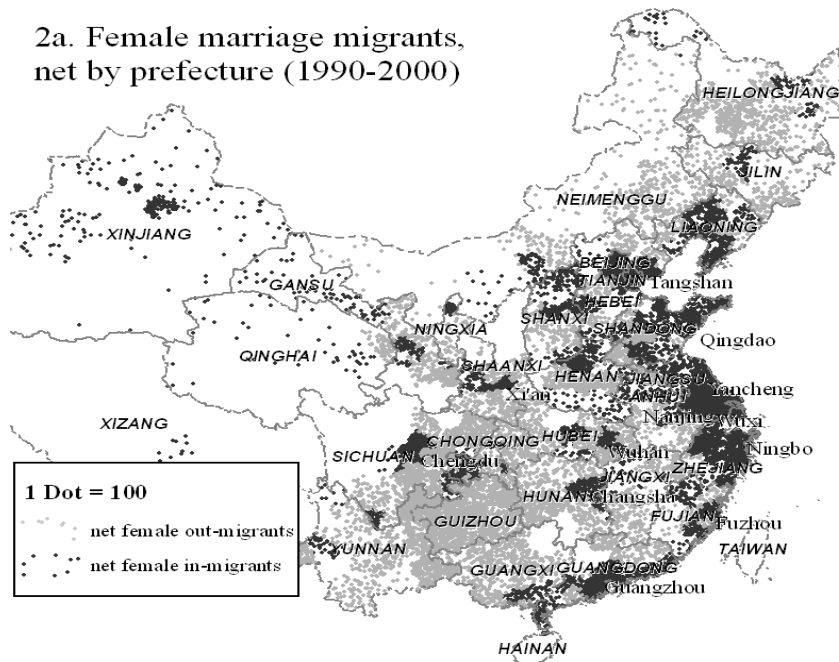 2a. Female marriage migrants,
net by prefecture (1990-2000)
HEILONGJIANG
JILIN
NEIMENGGU
LIAONING
XINJIANG
BEIJING
TIANJIN
Tangshan
GANSU
HEBEI
NINGXIA
SHANXI
SHANDONG
Qingdao
QINGHAI
SHAANXI
HENAN
JIANGSU
Xi'an
ANHUI
Yancheng
XIZANG
Nanjing
Wuxi
CHONGQING
HUBEI
SICHUAN
Chengdu
Wuhan
Ningbo
JIANGXI
ZHEJIANG
1 Dot = 100
HUNAN
Changsha
net female out-migrants
GUIZHOU
FUJIAN
Fuzhou
YUNNAN
TAIWAN
net female in-migrants
GUANGXI
GUANGDONG
Guangzhou
HAINAN